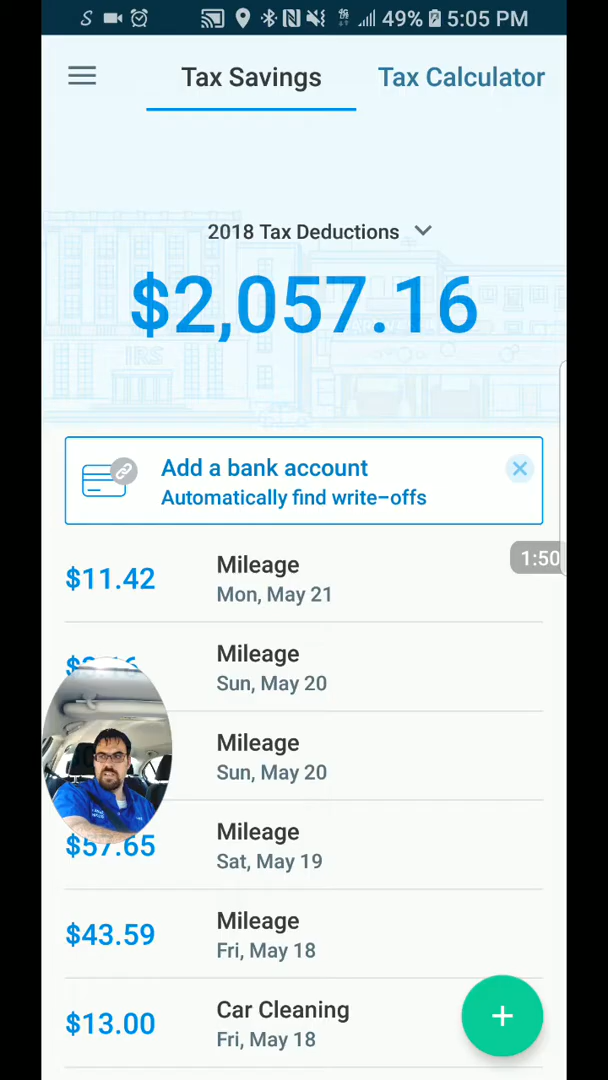 S 49% 5:05 PM
Tax Savings Tax Calculator
2018 Tax Deductions
$2,057.16
IRS
Add a bank account
Automatically find write-offs
1:50
$11.42 Mileage
Mon, May 21
Mileage
Sun, May 20
Mileage
Sun, May 20
$57.65 Mileage
Sat, May 19
$43.59 Mileage
Fri, May 18
$13.00 Car Cleaning
Fri, May 18
+